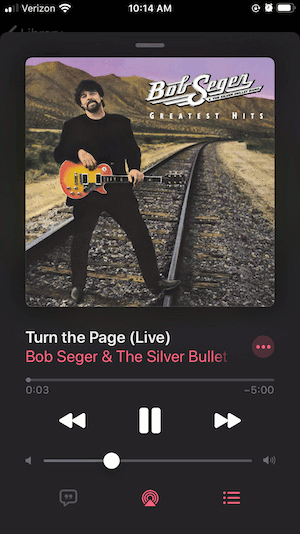 Verizon 10:14 AM
Library
Bob Seger
& THE SILVER BULLET BAND
GREATEST HITS
Turn the Page (Live)
Bob Seger & The Silver Bullet
0:03 -5:00